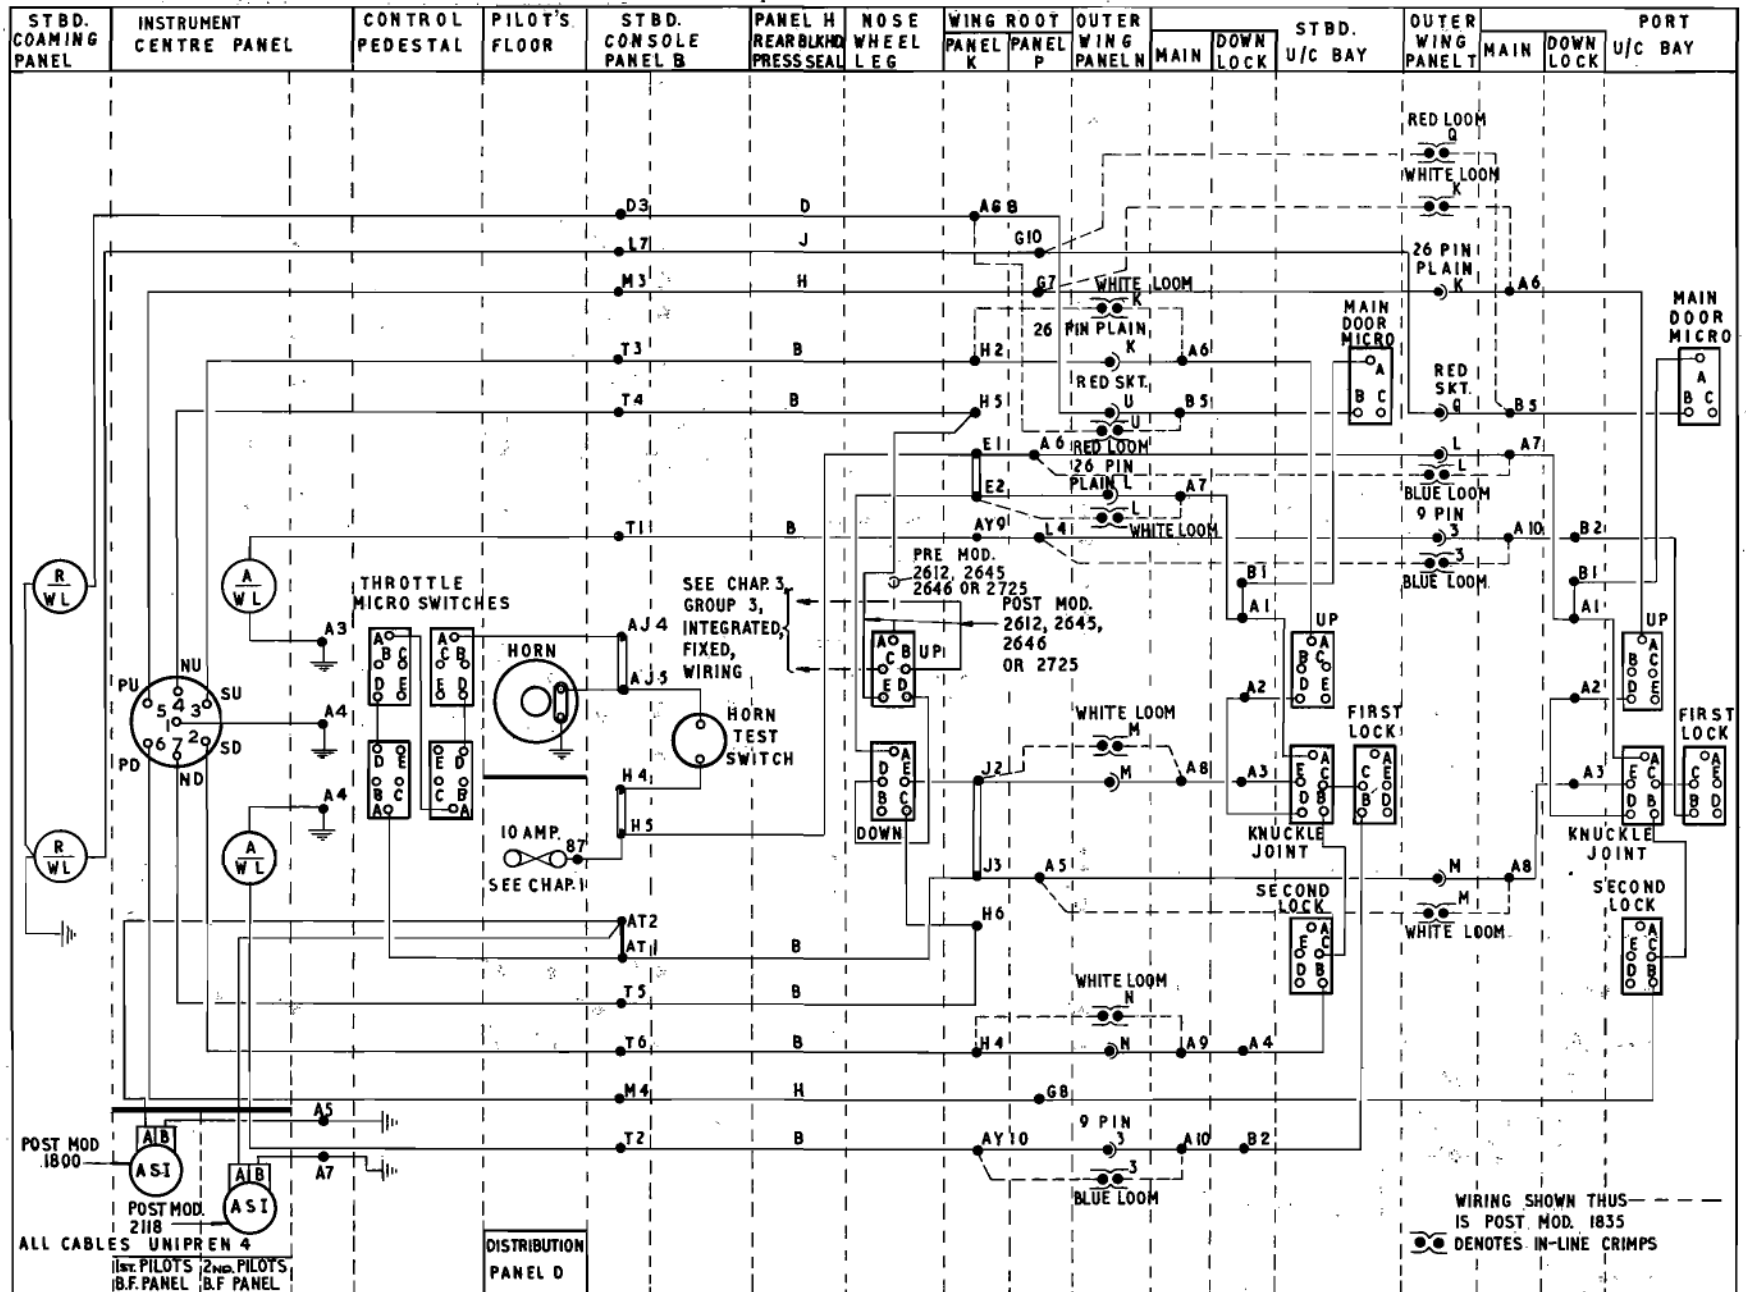 STBD. COAMING PANEL
INSTRUMENT CENTRE PANEL
CONTROL PEDESTAL
PILOT'S FLOOR
STBD. CONSOLE PANEL B
PANEL H REAR BLKHD PRESS SEAL
NOSE WHEEL LEG
WING ROOT
PANEL K
PANEL P
OUTER WING PANEL N
MAIN
DOWN LOCK
STBD. U/C BAY
OUTER WING PANEL T
MAIN
DOWN LOCK
PORT U/C BAY
RED LOOM
Q
WHITE LOOM
K
D3
D
A6 8
L7
J
G10
26 PIN PLAIN
K
M3
H
G7
WHITE LOOM
K
A6
26 PIN PLAIN
K
MAIN DOOR MICRO
A
B C
MAIN DOOR MICRO
A
B C
T3
B
H2
A6
RED SKT.
U
RED SKT.
Q
T4
B
H5
B5
B5
U
RED LOOM
E1
A6
L
A7
L
BLUE LOOM
26 PIN PLAIN L
E2
A7
L
WHITE LOOM
9 PIN
3
T1
B
AY9
L4
A10
B2
3
BLUE LOOM
R
WL
A
WL
THROTTLE MICRO SWITCHES
SEE CHAP. 3, GROUP 3, INTEGRATED, FIXED, WIRING
PRE MOD. 2612, 2645 2646 OR 2725
POST MOD. 2612, 2645, 2646 OR 2725
B1
A1
B1
A1
A3
AJ4
HORN
AJ5
HORN TEST SWITCH
UP
A B C D E
UP
A B C D E
UP
A B C D E
A2
A2
NU
PU
SU
5 4 3
1
6 7 2
PD
SD
ND
A4
A4
A B C D E
A B C D E
A B C D E
A B C D E
WHITE LOOM
M
FIRST LOCK
FIRST LOCK
J2
M
A8
A3
A3
A B C D E
DOWN
KNUCKLE JOINT
KNUCKLE JOINT
H4
H5
10 AMP.
87
SEE CHAP. 1
R
WL
A
WL
J3
A5
M
A8
M
WHITE LOOM
SECOND LOCK
SECOND LOCK
A B C D E
A B C D E
H6
AT2
AT1
B
T5
B
WHITE LOOM
N
T6
B
H4
N
A9
A4
M4
H
G8
A5
9 PIN
3
T2
B
AY10
A10
B2
3
BLUE LOOM
POST MOD 1800
A B
ASI
A7
A B
ASI
POST MOD. 2118
ALL CABLES UNIPREN 4
1ST. PILOTS B.F. PANEL
2ND. PILOTS B.F PANEL
DISTRIBUTION PANEL D
WIRING SHOWN THUS
IS POST MOD. 1835
DENOTES IN-LINE CRIMPS